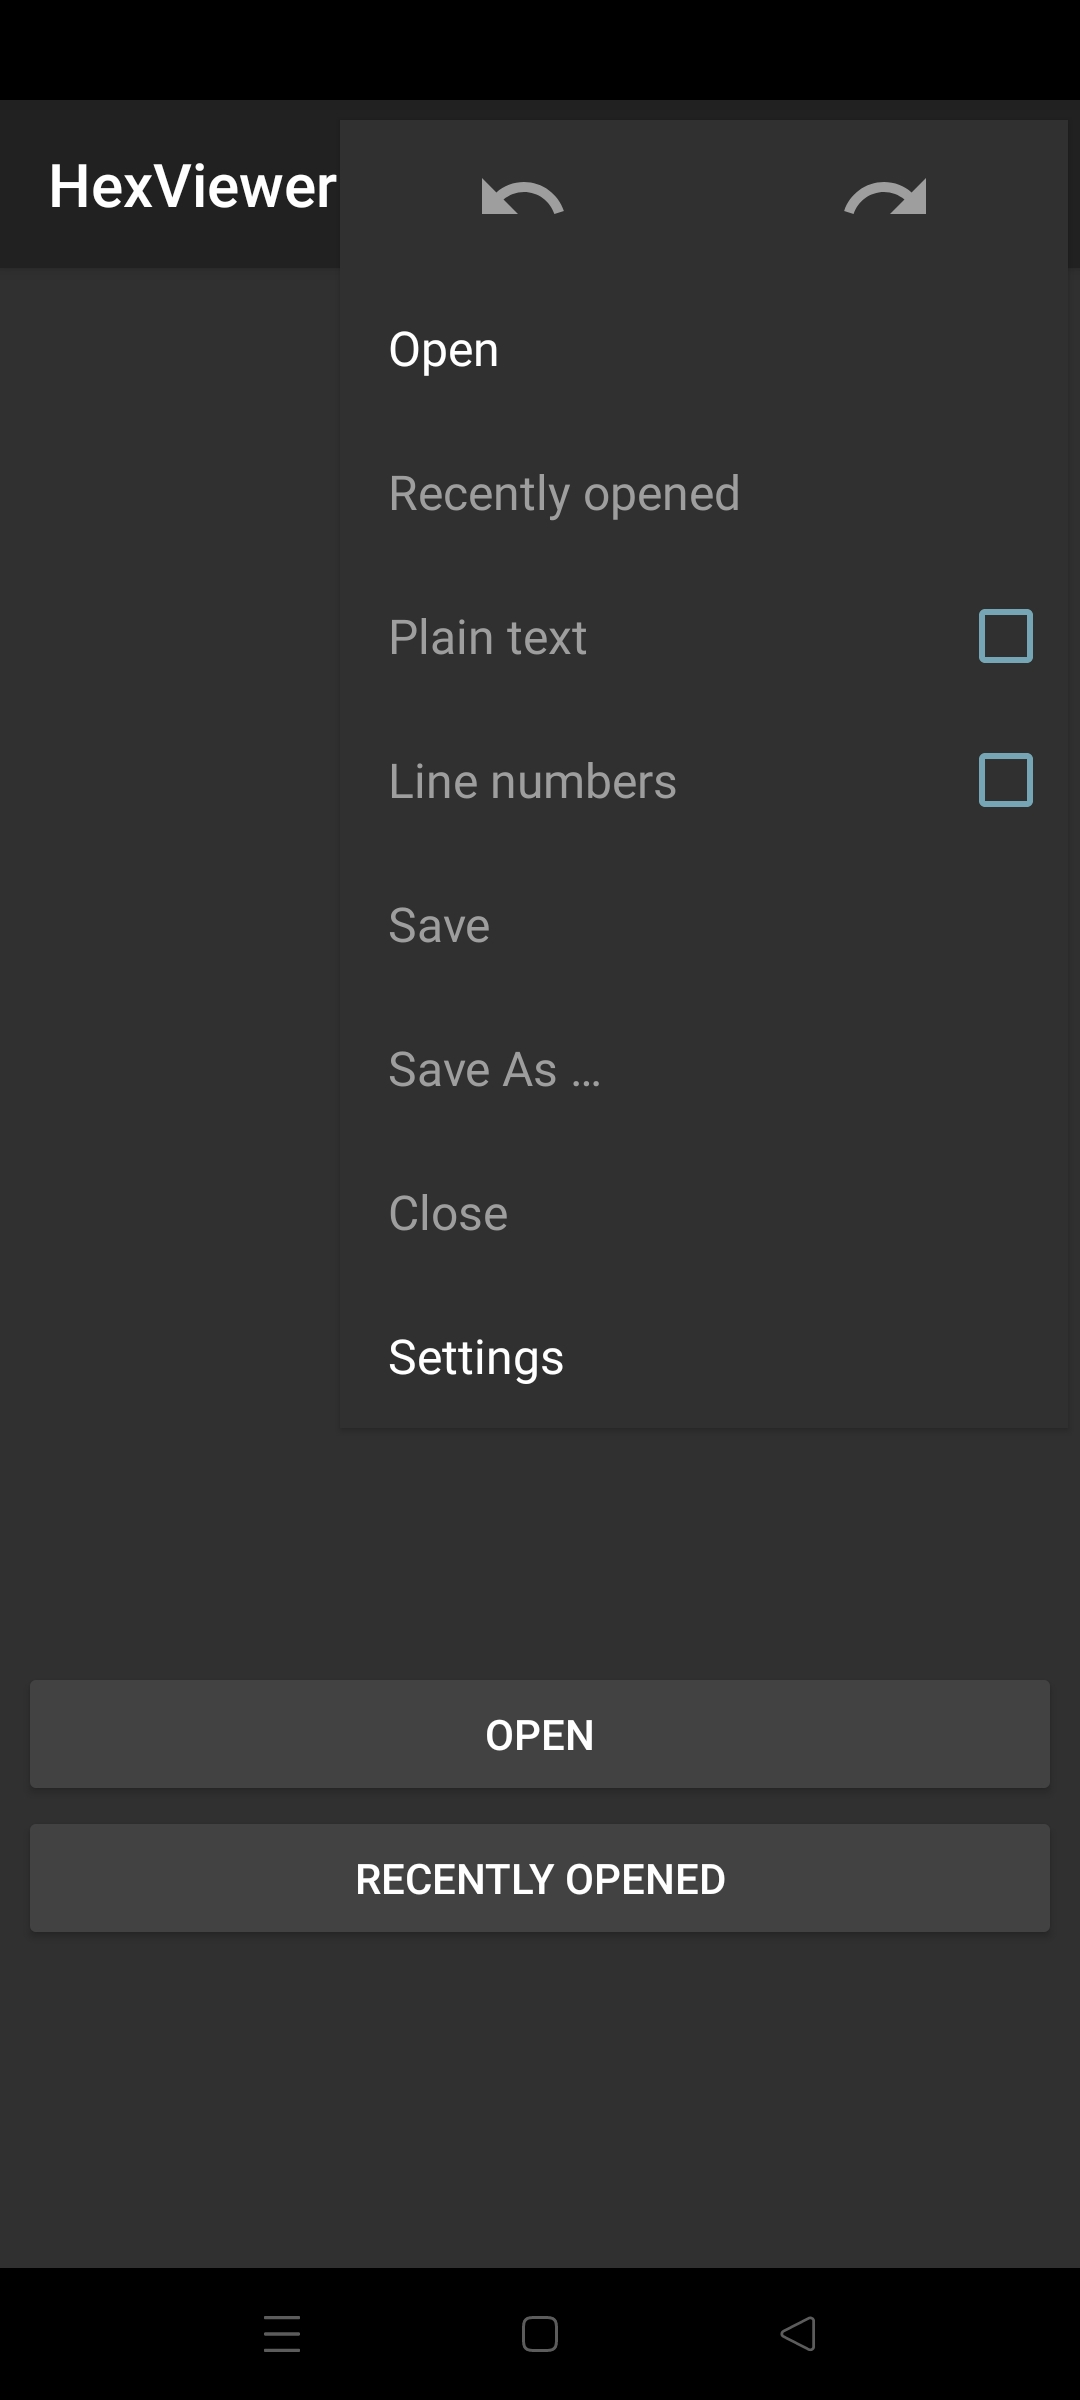 HexViewer
Open
Recently opened
Plain text
Line numbers
Save
Save As ...
Close
Settings
OPEN
RECENTLY OPENED